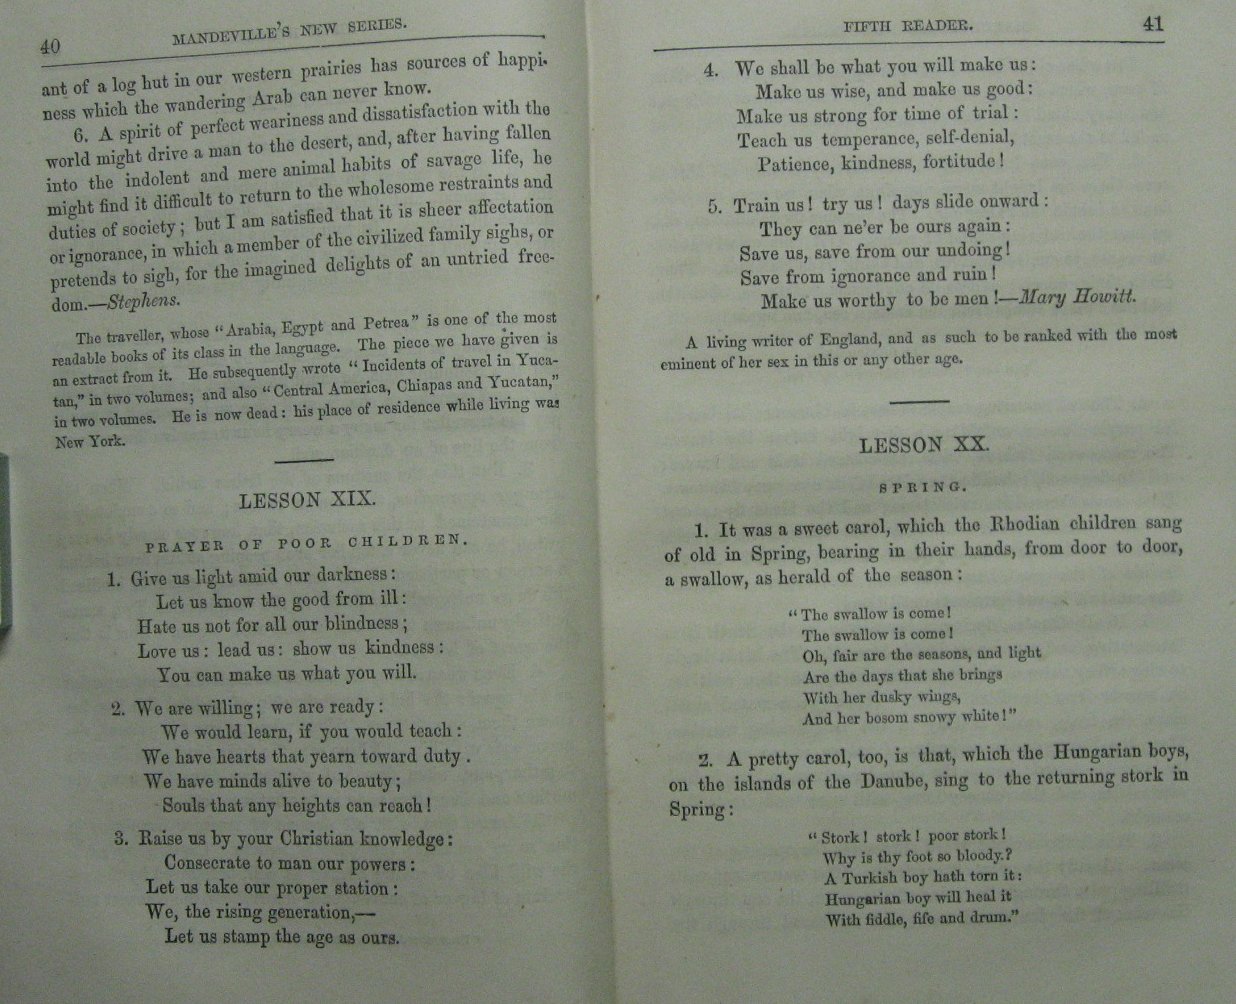 40
MANDEVILLE'S NEW SERIES.
ant of a log hut in our western prairies has sources of happi-
ness which the wandering Arab can never know.
6. A spirit of perfect weariness and dissatisfaction with the
world might drive a man to the desert, and, after having fallen
into the indolent and mere animal habits of savage life, he
might find it difficult to return to the wholesome restraints and
duties of society; but I am satisfied that it is sheer affectation
or ignorance, in which a member of the civilized family sighs, or
pretends to sigh, for the imagined delights of an untried free-
dom.—Stephens.
The traveller, whose "Arabia, Egypt and Petrea" is one of the most
readable books of its class in the language. The piece we have given is
an extract from it. He subsequently wrote "Incidents of travel in Yuca-
tan," in two volumes; and also "Central America, Chiapas and Yucatan,"
in two volumes. He is now dead: his place of residence while living was
New York.
LESSON XIX.
PRAYER OF POOR CHILDREN.
1. Give us light amid our darkness:
Let us know the good from ill:
Hate us not for all our blindness;
Love us: lead us: show us kindness:
You can make us what you will.
2. We are willing; we are ready:
We would learn, if you would teach:
We have hearts that yearn toward duty.
We have minds alive to beauty;
Souls that any heights can reach!
3. Raise us by your Christian knowledge:
Consecrate to man our powers:
Let us take our proper station:
We, the rising generation,—
Let us stamp the age as ours.
FIFTH READER.
41
4. We shall be what you will make us:
Make us wise, and make us good:
Make us strong for time of trial:
Teach us temperance, self-denial,
Patience, kindness, fortitude!
5. Train us! try us! days slide onward:
They can ne'er be ours again:
Save us, save from our undoing!
Save from ignorance and ruin!
Make us worthy to be men!—Mary Howitt.
A living writer of England, and as such to be ranked with the most
eminent of her sex in this or any other age.
LESSON XX.
SPRING.
1. It was a sweet carol, which the Rhodian children sang
of old in Spring, bearing in their hands, from door to door,
a swallow, as herald of the season:
"The swallow is come!
The swallow is come!
Oh, fair are the seasons, and light
Are the days that she brings
With her dusky wings,
And her bosom snowy white!"
2. A pretty carol, too, is that, which the Hungarian boys,
on the islands of the Danube, sing to the returning stork in
Spring:
"Stork! stork! poor stork!
Why is thy foot so bloody.?
A Turkish boy hath torn it:
Hungarian boy will heal it
With fiddle, fife and drum."